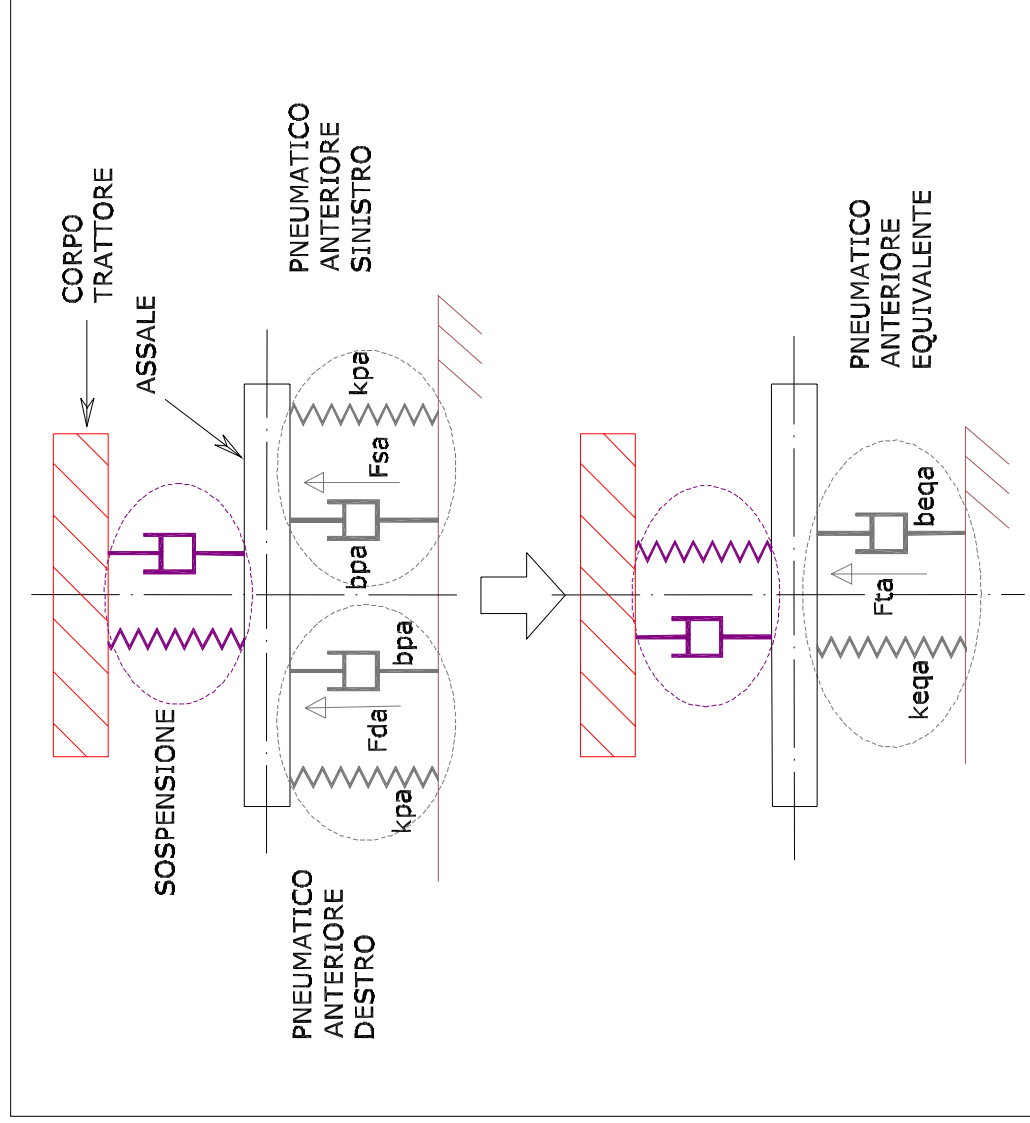 CORPO
TRATTORE
ASSALE
SOSPENSIONE
PNEUMATICO
ANTERIORE
DESTRO
PNEUMATICO
ANTERIORE
SINISTRO
kpa
Fda
bpa
bpa
Fsa
kpa
PNEUMATICO
ANTERIORE
EQUIVALENTE
keqa
Fta
beqa